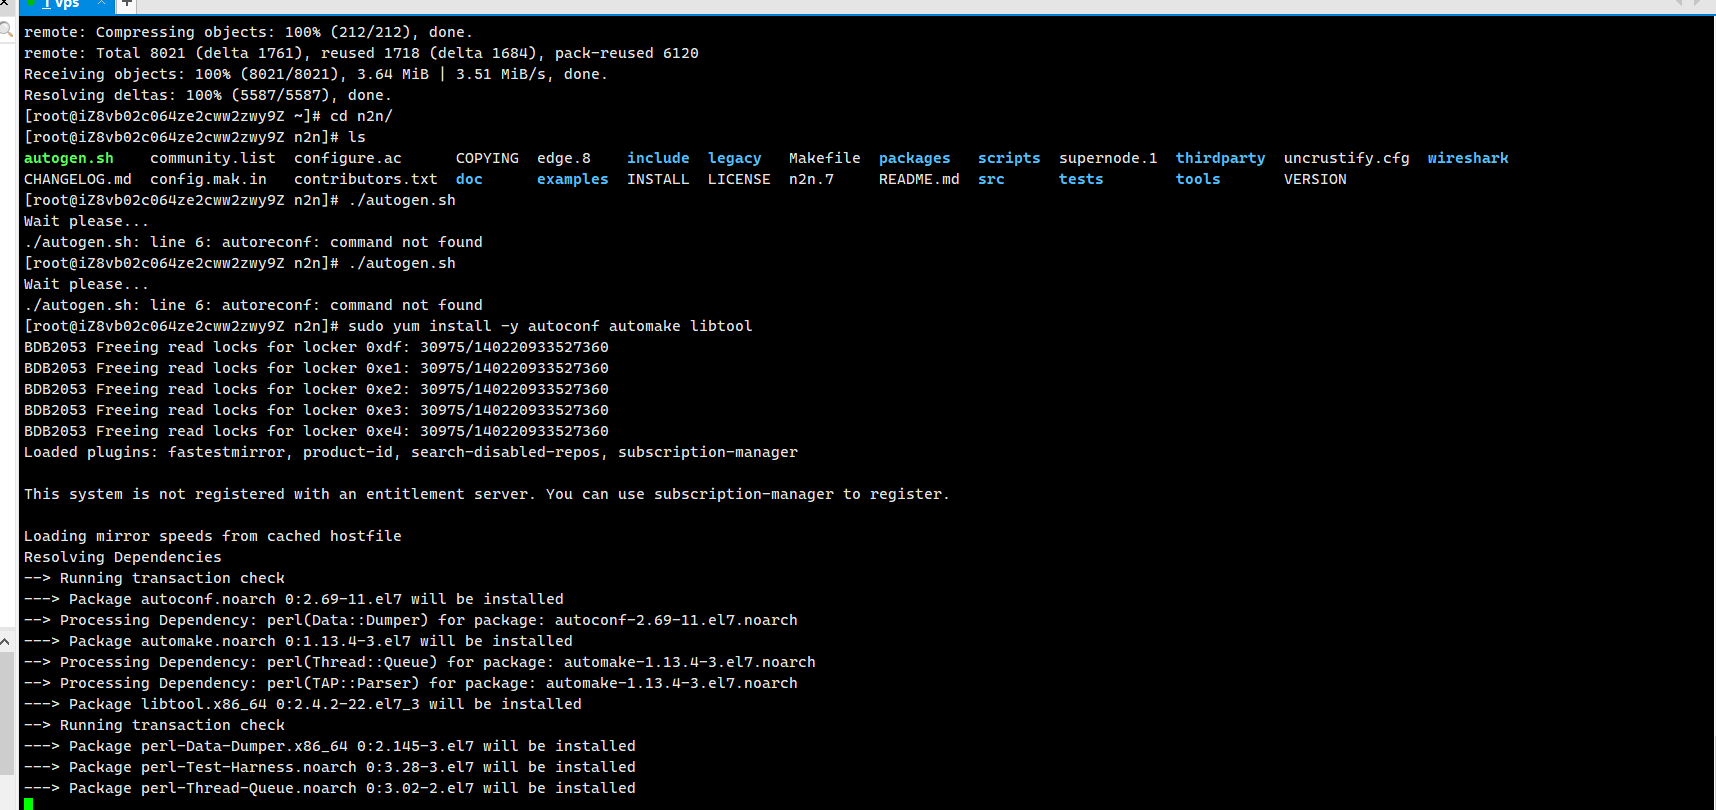 1 vps
remote: Compressing objects: 100% (212/212), done.
remote: Total 8021 (delta 1761), reused 1718 (delta 1684), pack-reused 6120
Receiving objects: 100% (8021/8021), 3.64 MiB | 3.51 MiB/s, done.
Resolving deltas: 100% (5587/5587), done.
[root@iZ8vb02c064ze2cww2zwy9Z ~]# cd n2n/
[root@iZ8vb02c064ze2cww2zwy9Z n2n]# ls
autogen.sh community.list configure.ac COPYING edge.8 include legacy Makefile packages scripts supernode.1 thirdparty uncrustify.cfg wireshark
CHANGELOG.md config.mak.in contributors.txt doc examples INSTALL LICENSE n2n.7 README.md src tests tools VERSION
[root@iZ8vb02c064ze2cww2zwy9Z n2n]# ./autogen.sh
Wait please...
./autogen.sh: line 6: autoreconf: command not found
[root@iZ8vb02c064ze2cww2zwy9Z n2n]# ./autogen.sh
Wait please...
./autogen.sh: line 6: autoreconf: command not found
[root@iZ8vb02c064ze2cww2zwy9Z n2n]# sudo yum install -y autoconf automake libtool
BDB2053 Freeing read locks for locker 0xdf: 30975/140220933527360
BDB2053 Freeing read locks for locker 0xe1: 30975/140220933527360
BDB2053 Freeing read locks for locker 0xe2: 30975/140220933527360
BDB2053 Freeing read locks for locker 0xe3: 30975/140220933527360
BDB2053 Freeing read locks for locker 0xe4: 30975/140220933527360
Loaded plugins: fastestmirror, product-id, search-disabled-repos, subscription-manager
This system is not registered with an entitlement server. You can use subscription-manager to register.
Loading mirror speeds from cached hostfile
Resolving Dependencies
--> Running transaction check
---> Package autoconf.noarch 0:2.69-11.el7 will be installed
--> Processing Dependency: perl(Data::Dumper) for package: autoconf-2.69-11.el7.noarch
---> Package automake.noarch 0:1.13.4-3.el7 will be installed
--> Processing Dependency: perl(Thread::Queue) for package: automake-1.13.4-3.el7.noarch
--> Processing Dependency: perl(TAP::Parser) for package: automake-1.13.4-3.el7.noarch
---> Package libtool.x86_64 0:2.4.2-22.el7_3 will be installed
--> Running transaction check
---> Package perl-Data-Dumper.x86_64 0:2.145-3.el7 will be installed
---> Package perl-Test-Harness.noarch 0:3.28-3.el7 will be installed
---> Package perl-Thread-Queue.noarch 0:3.02-2.el7 will be installed